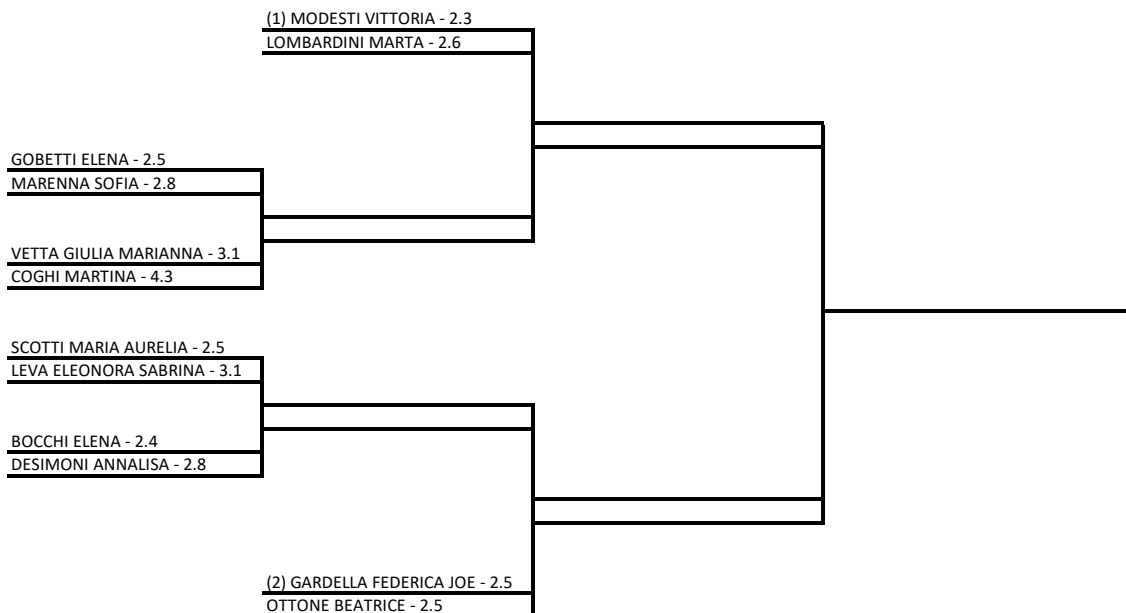 (1) MODESTI VITTORIA - 2.3
LOMBARDINI MARTA - 2.6
GOBETTI ELENA - 2.5
MARENNA SOFIA - 2.8
VETTA GIULIA MARIANNA - 3.1
COGHI MARTINA - 4.3
SCOTTI MARIA AURELIA - 2.5
LEVA ELEONORA SABRINA - 3.1
BOCCHI ELENA - 2.4
DESIMONI ANNALISA - 2.8
(2) GARDELLA FEDERICA JOE - 2.5
OTTONE BEATRICE - 2.5